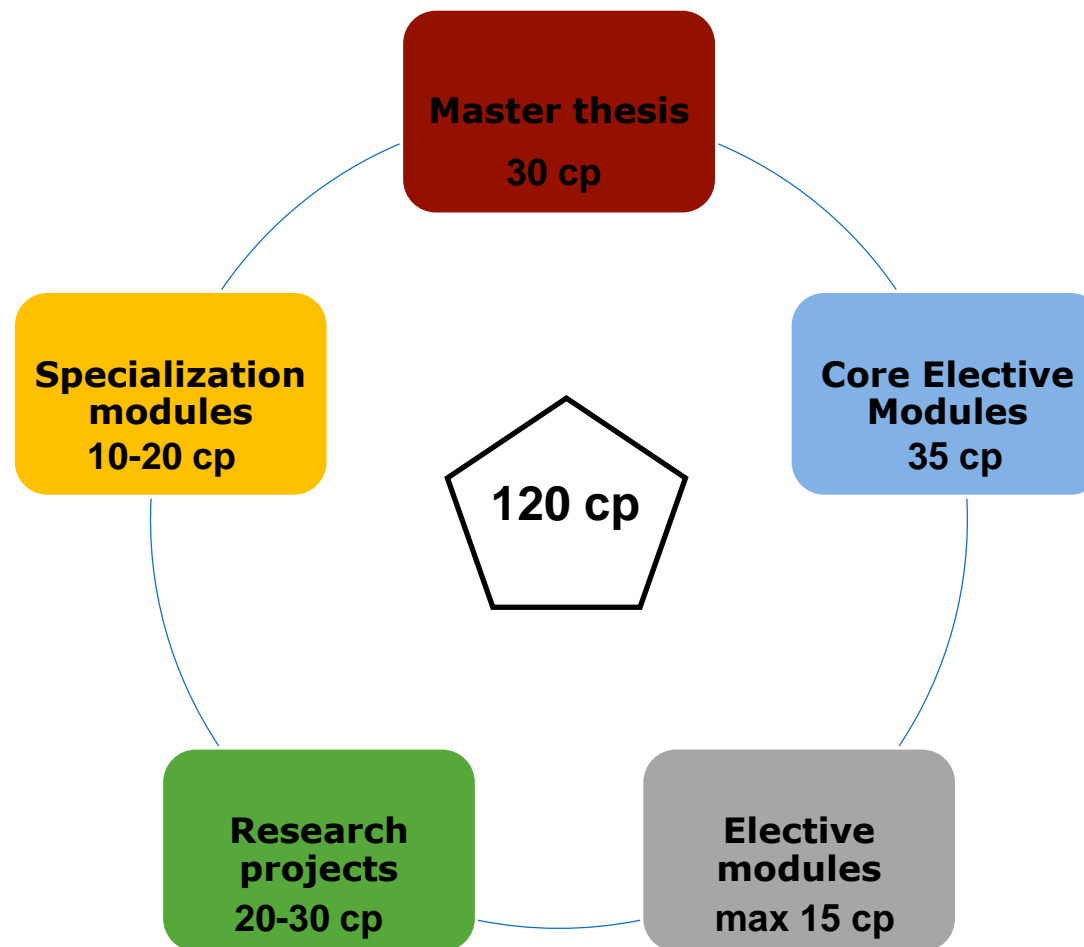 Master thesis
30 cp
Specialization
modules
10-20 cp
Core Elective
Modules
35 cp
120 cp
Research
projects
20-30 cp
Elective
modules
max 15 cp